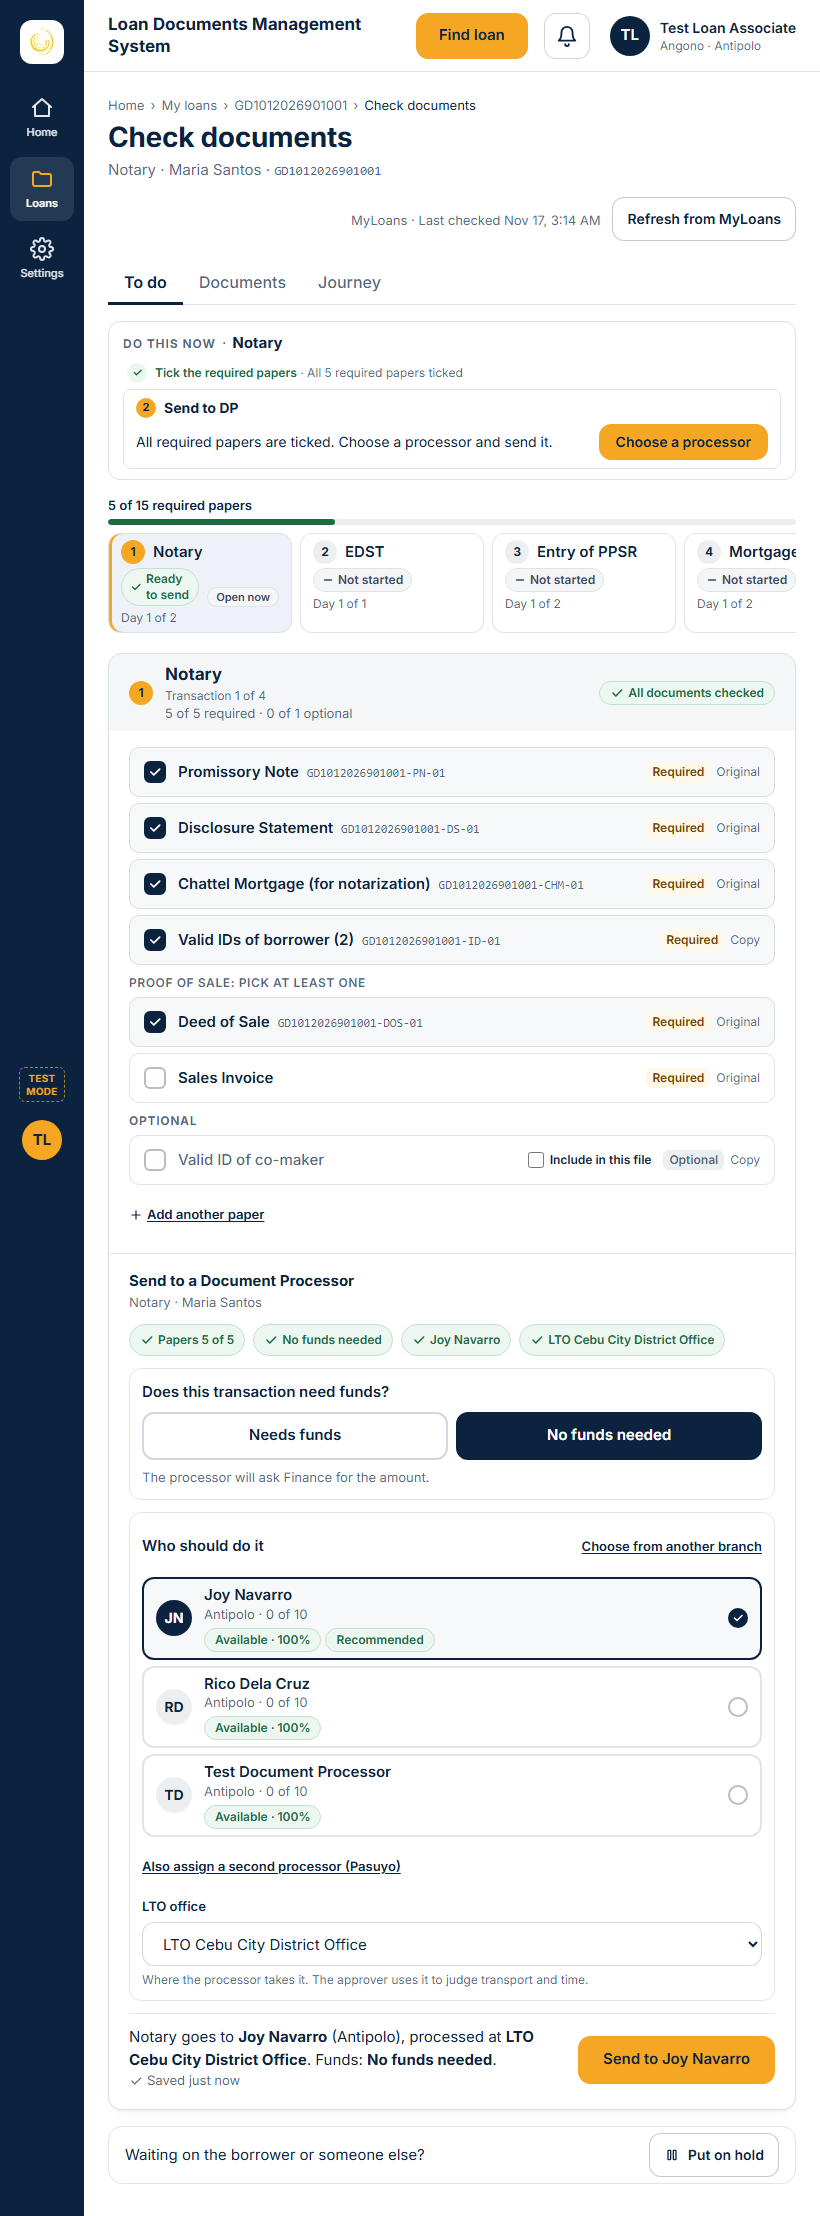 Loan Documents Management System
Find loan
TL
Test Loan Associate
Angono · Antipolo
Home
Loans
Settings
TEST MODE
TL
Home › My loans › GD1012026901001 › Check documents
Check documents
Notary · Maria Santos · GD1012026901001
MyLoans · Last checked Nov 17, 3:14 AM
Refresh from MyLoans
To do
Documents
Journey
DO THIS NOW · Notary
Tick the required papers · All 5 required papers ticked
2 Send to DP
All required papers are ticked. Choose a processor and send it.
Choose a processor
5 of 15 required papers
1 Notary
Ready to send
Open now
Day 1 of 2
2 EDST
Not started
Day 1 of 1
3 Entry of PPSR
Not started
Day 1 of 2
4 Mortgage
Not started
Day 1 of 2
1
Notary
Transaction 1 of 4
5 of 5 required · 0 of 1 optional
All documents checked
Promissory Note GD1012026901001-PN-01 Required Original
Disclosure Statement GD1012026901001-DS-01 Required Original
Chattel Mortgage (for notarization) GD1012026901001-CHM-01 Required Original
Valid IDs of borrower (2) GD1012026901001-ID-01 Required Copy
PROOF OF SALE: PICK AT LEAST ONE
Deed of Sale GD1012026901001-DOS-01 Required Original
Sales Invoice Required Original
OPTIONAL
Valid ID of co-maker Include in this file Optional Copy
+ Add another paper
Send to a Document Processor
Notary · Maria Santos
Papers 5 of 5
No funds needed
Joy Navarro
LTO Cebu City District Office
Does this transaction need funds?
Needs funds
No funds needed
The processor will ask Finance for the amount.
Who should do it
Choose from another branch
JN
Joy Navarro
Antipolo · 0 of 10
Available · 100%
Recommended
RD
Rico Dela Cruz
Antipolo · 0 of 10
Available · 100%
TD
Test Document Processor
Antipolo · 0 of 10
Available · 100%
Also assign a second processor (Pasuyo)
LTO office
LTO Cebu City District Office
Where the processor takes it. The approver uses it to judge transport and time.
Notary goes to Joy Navarro (Antipolo), processed at LTO
Cebu City District Office. Funds: No funds needed.
Saved just now
Send to Joy Navarro
Waiting on the borrower or someone else?
Put on hold